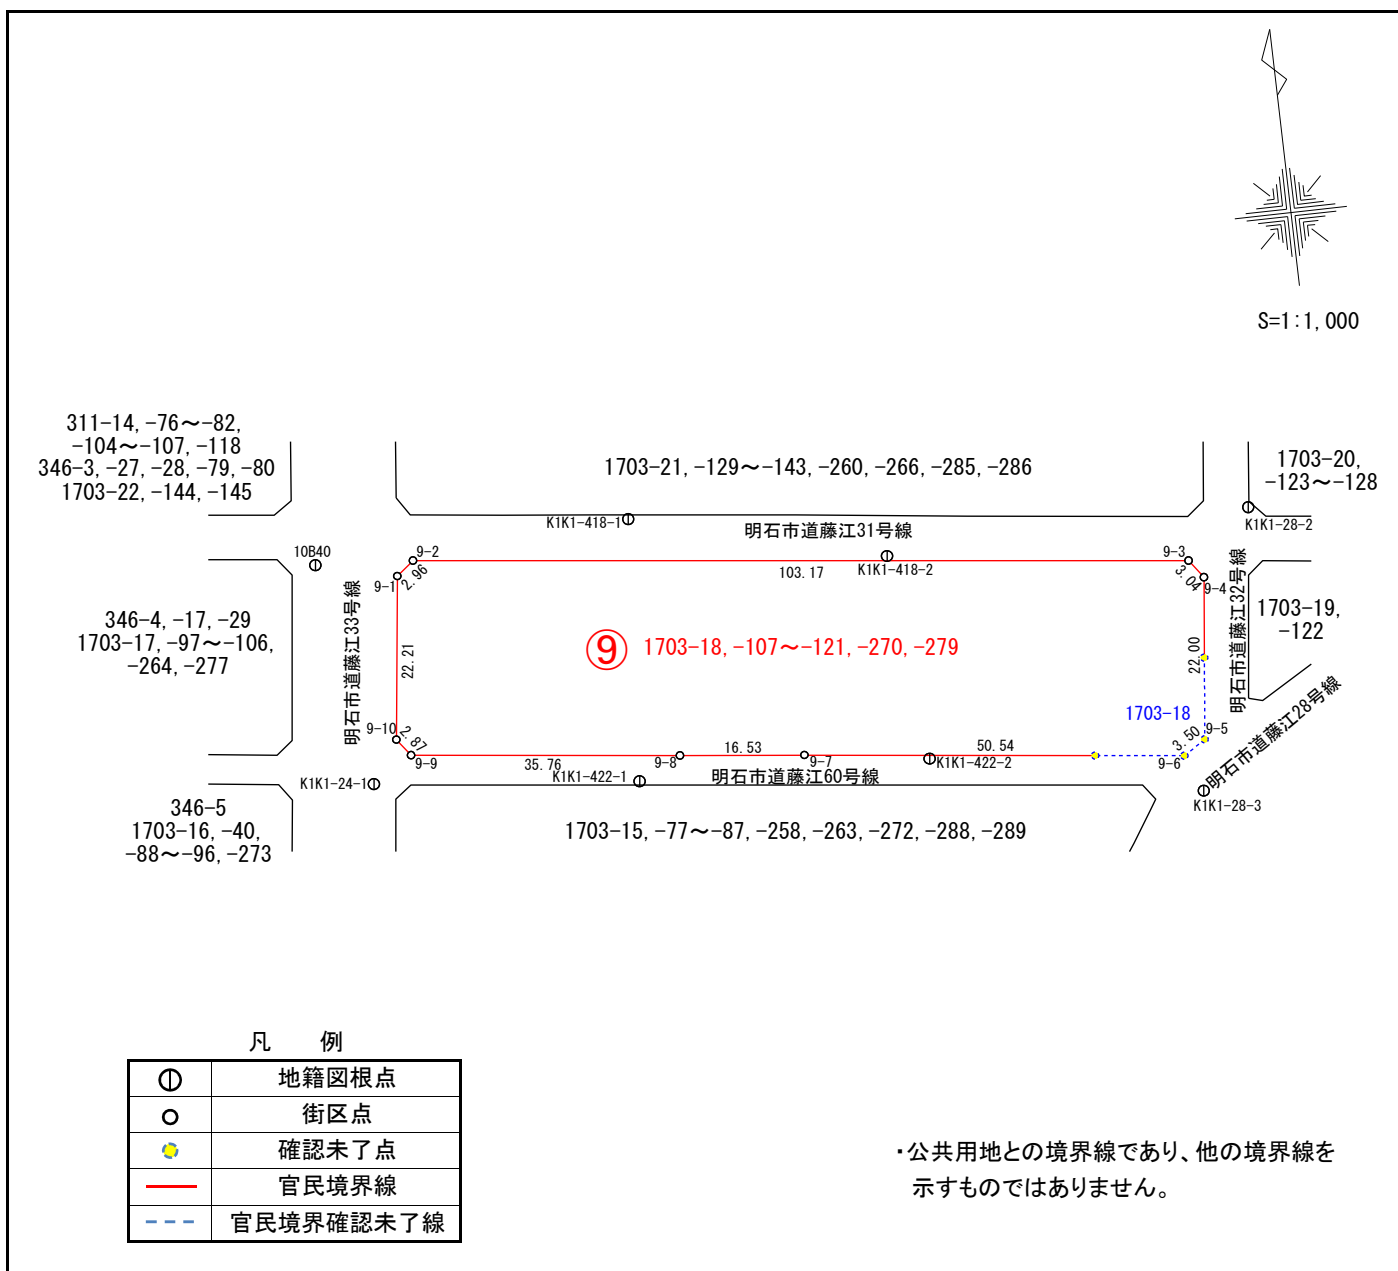 S=1:1,000
311-14, -76～-82,
-104～-107, -118
346-3, -27, -28, -79, -80
1703-22, -144, -145
1703-21, -129～-143, -260, -266, -285, -286
1703-20,
-123～-128
K1K1-418-1
明石市道藤江31号線
K1K1-28-2
10B40
9-2
9-3
K1K1-418-2
103.17
2.96
3.04
9-1
9-4
明石市道藤江33号線
明石市道藤江32号線
346-4, -17, -29
1703-17, -97～-106,
-264, -277
1703-19,
-122
⑨ 1703-18, -107～-121, -270, -279
22.21
22.00
1703-18
明石市道藤江28号線
9-10
2.87
9-5
3.50
9-9
35.76
9-8
16.53
9-7
50.54
9-6
K1K1-422-1
明石市道藤江60号線
K1K1-422-2
K1K1-24-1
K1K1-28-3
346-5
1703-16, -40,
-88～-96, -273
1703-15, -77～-87, -258, -263, -272, -288, -289
凡　例
地籍図根点
街区点
確認未了点
官民境界線
官民境界確認未了線
・公共用地との境界線であり、他の境界線を
示すものではありません。